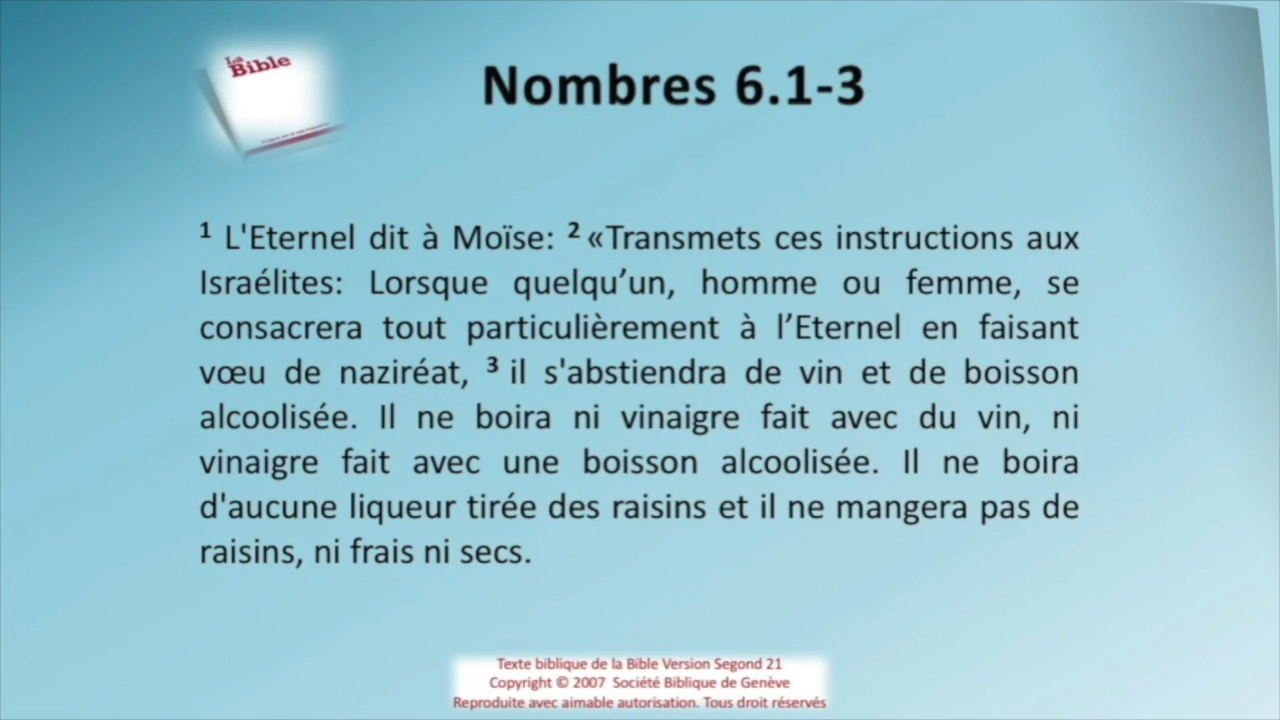 La
Bible
Nombres 6.1-3
1 L'Eternel dit à Moïse: 2 «Transmets ces instructions aux
Israélites: Lorsque quelqu’un, homme ou femme, se
consacrera tout particulièrement à l’Eternel en faisant
vœu de naziréat, 3 il s'abstiendra de vin et de boisson
alcoolisée. Il ne boira ni vinaigre fait avec du vin, ni
vinaigre fait avec une boisson alcoolisée. Il ne boira
d'aucune liqueur tirée des raisins et il ne mangera pas de
raisins, ni frais ni secs.
Texte biblique de la Bible Version Segond 21
Copyright © 2007 Société Biblique de Genève
Reproduite avec aimable autorisation. Tous droit réservés